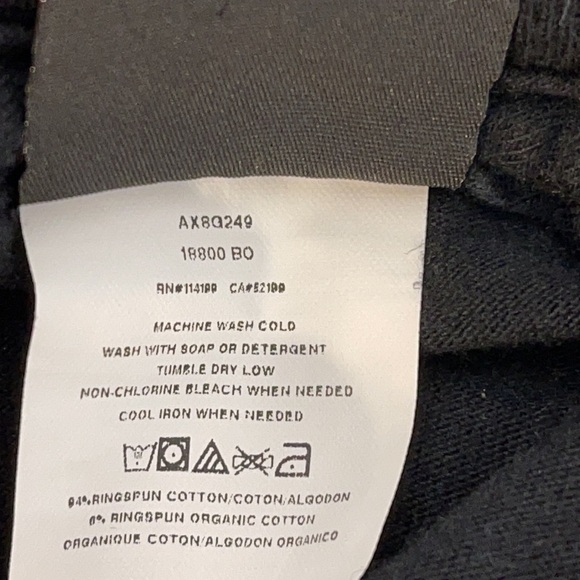 AX8Q249
18800 BO
RN#114199 CA#52199
MACHINE WASH COLD
WASH WITH SOAP OR DETERGENT
TUMBLE DRY LOW
NON-CHLORINE BLEACH WHEN NEEDED
COOL IRON WHEN NEEDED
94% RINGSPUN COTTON/COTON/ALGODON
6% RINGSPUN ORGANIC COTTON
ORGANIQUE COTON/ALGODON ORGANICO